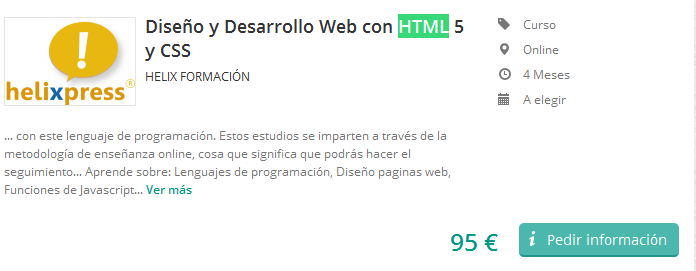 helixpress®
Diseño y Desarrollo Web con HTML 5
y CSS
HELIX FORMACIÓN
Curso
Online
4 Meses
A elegir
... con este lenguaje de programación. Estos estudios se imparten a través de la
metodología de enseñanza online, cosa que significa que podrás hacer el
seguimiento... Aprende sobre: Lenguajes de programación, Diseño paginas web,
Funciones de Javascript... Ver más
95 €
Pedir información